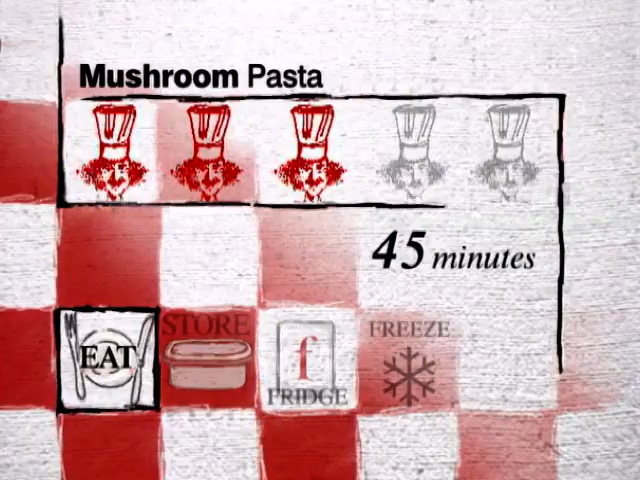 Mushroom Pasta
45 minutes
EAT
STORE
f
FRIDGE
FREEZE